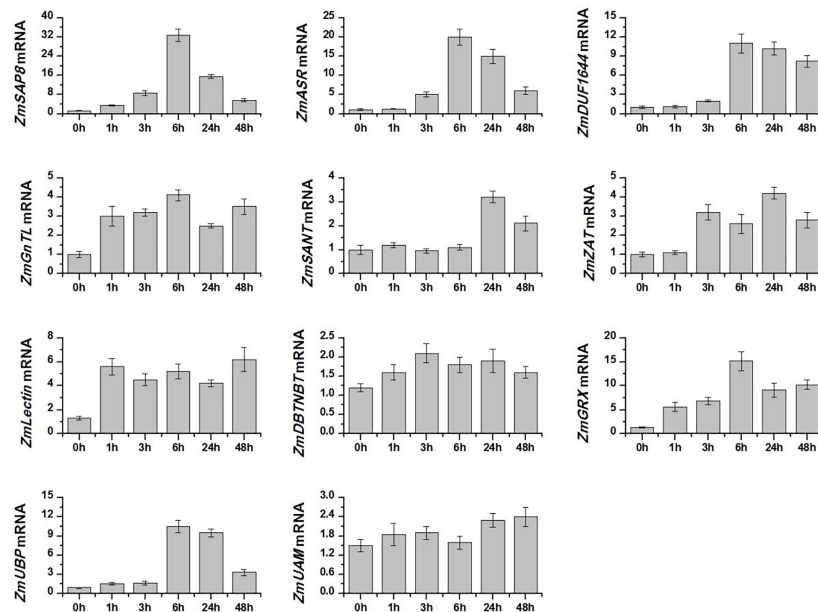 ZmSAP8 mRNA
40
32
24
16
8
0
0h 1h 3h 6h 24h 48h
ZmASR mRNA
25
20
15
10
5
0
0h 1h 3h 6h 24h 48h
ZmDUF1644 mRNA
15
12
9
6
3
0
0h 1h 3h 6h 24h 48h
ZmGnTL mRNA
5
4
3
2
1
0
0h 1h 3h 6h 24h 48h
ZmSANT mRNA
4
3
2
1
0
0h 1h 3h 6h 24h 48h
ZmZAT mRNA
5
4
3
2
1
0
0h 1h 3h 6h 24h 48h
ZmLectin mRNA
8
6
4
2
0
0h 1h 3h 6h 24h 48h
ZmDBTNBT mRNA
2.5
2.0
1.5
1.0
0.5
0.0
0h 1h 3h 6h 24h 48h
ZmGRX mRNA
20
15
10
5
0
0h 1h 3h 6h 24h 48h
ZmUBP mRNA
15
12
9
6
3
0
0h 1h 3h 6h 24h 48h
ZmUAM mRNA
3.0
2.4
1.8
1.2
0.6
0.0
0h 1h 3h 6h 24h 48h